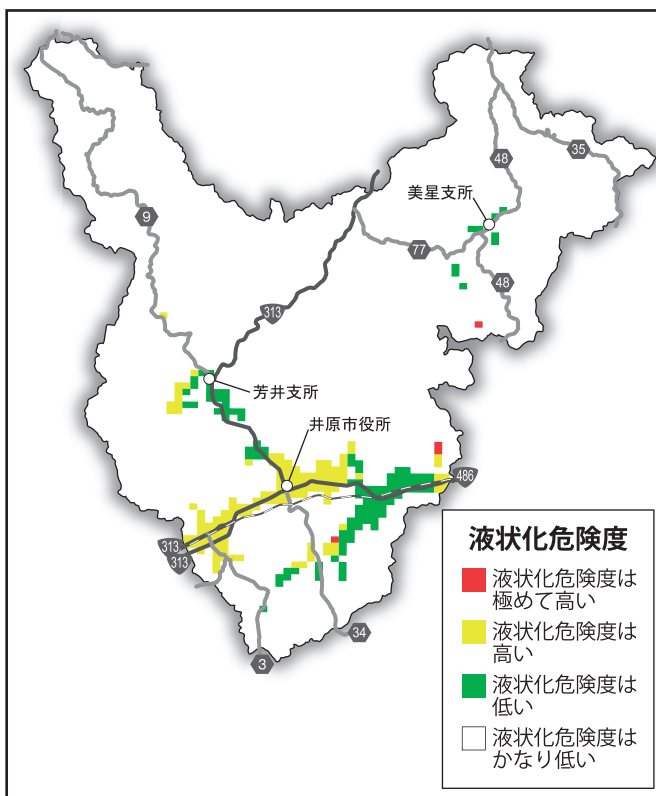 48
35
美星支所
9
77
48
313
芳井支所
井原市役所
486
313
313
34
3
液状化危険度
液状化危険度は
極めて高い
液状化危険度は
高い
液状化危険度は
低い
液状化危険度は
かなり低い